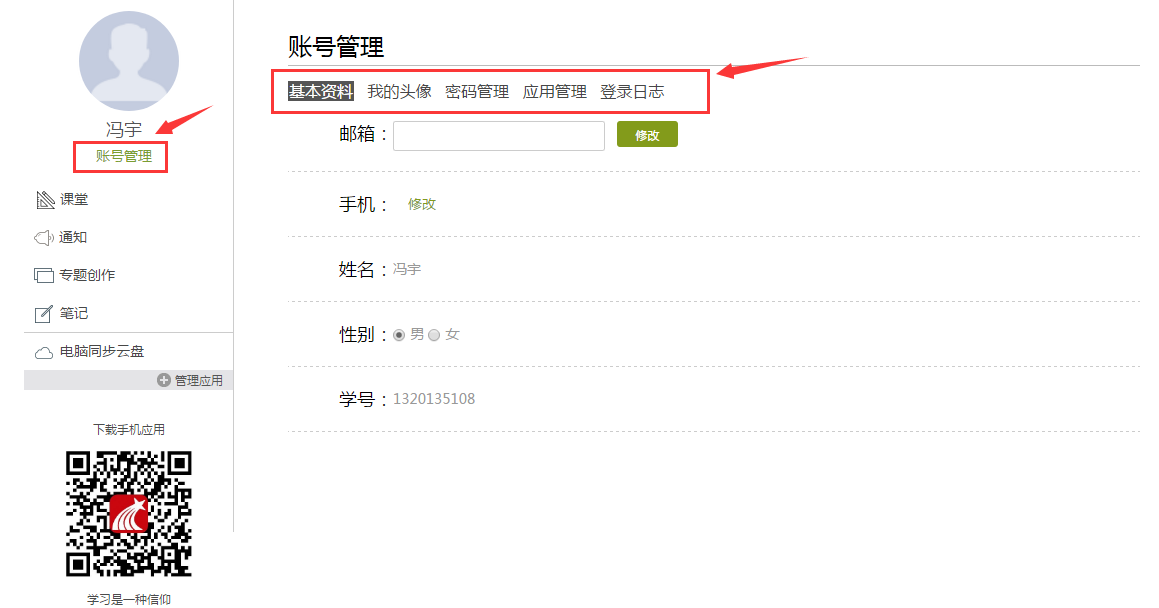 冯宇
账号管理
课堂
通知
专题创作
笔记
电脑同步云盘
管理应用
下载手机应用
学习是一种信仰
账号管理
基本资料 我的头像 密码管理 应用管理 登录日志
邮箱： 修改
手机： 修改
姓名：冯宇
性别： 男 女
学号：1320135108